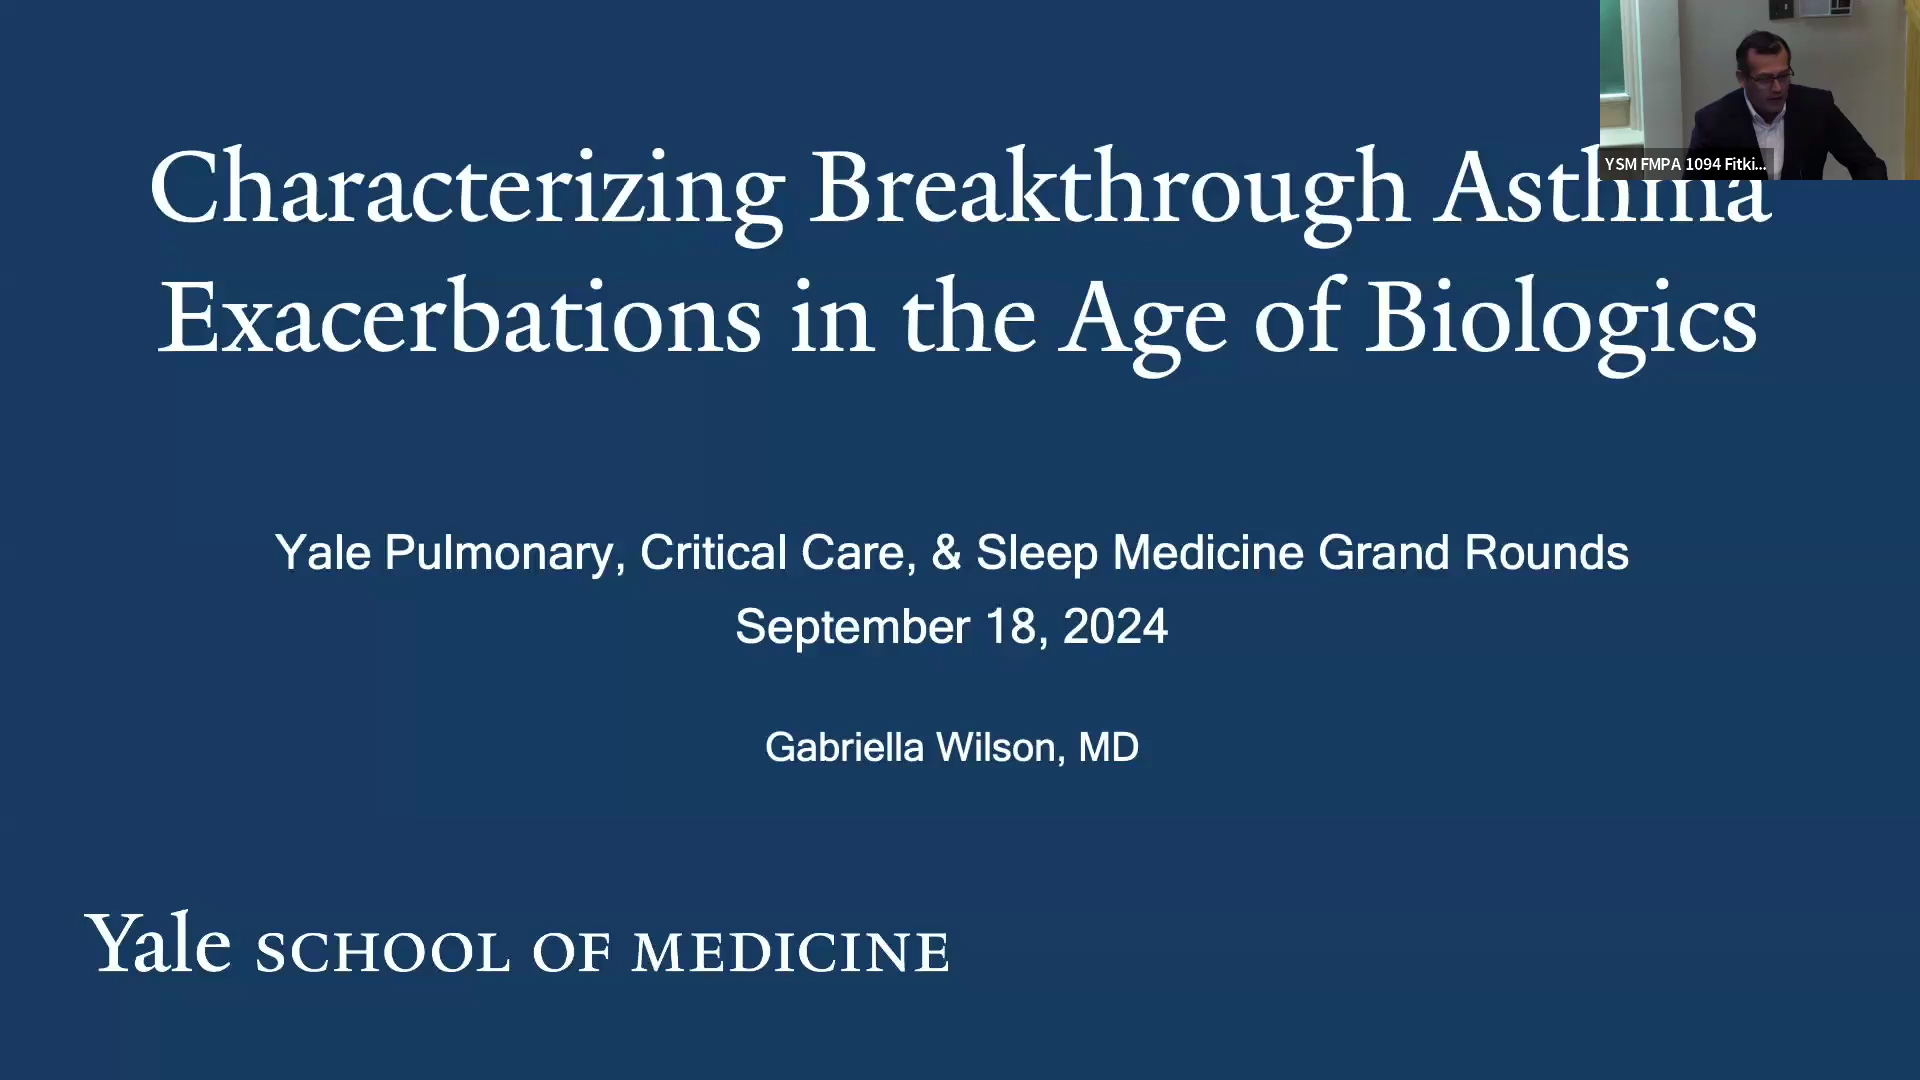 Characterizing Breakthrough Asthma
Exacerbations in the Age of Biologics
YSM FMPA 1094 Fitki...
Yale Pulmonary, Critical Care, & Sleep Medicine Grand Rounds
September 18, 2024
Gabriella Wilson, MD
Yale SCHOOL OF MEDICINE